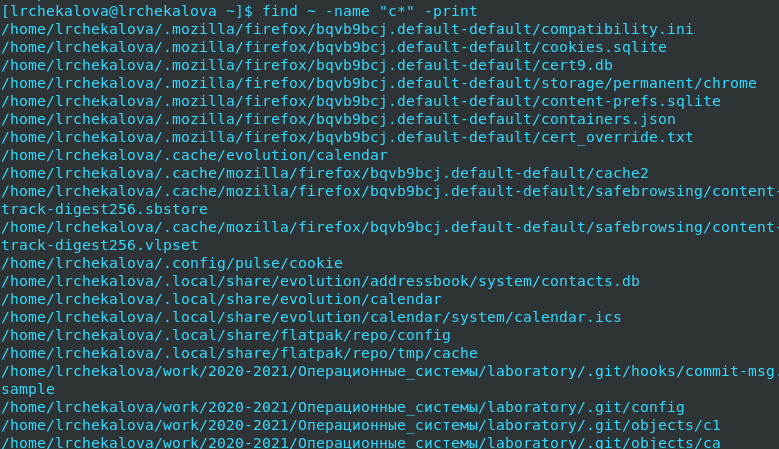 [lrchekalova@lrchekalova ~]$ find ~ -name "c*" -print
/home/lrchekalova/.mozilla/firefox/bqvb9bcj.default-default/compatibility.ini
/home/lrchekalova/.mozilla/firefox/bqvb9bcj.default-default/cookies.sqlite
/home/lrchekalova/.mozilla/firefox/bqvb9bcj.default-default/cert9.db
/home/lrchekalova/.mozilla/firefox/bqvb9bcj.default-default/storage/permanent/chrome
/home/lrchekalova/.mozilla/firefox/bqvb9bcj.default-default/content-prefs.sqlite
/home/lrchekalova/.mozilla/firefox/bqvb9bcj.default-default/containers.json
/home/lrchekalova/.mozilla/firefox/bqvb9bcj.default-default/cert_override.txt
/home/lrchekalova/.cache/evolution/calendar
/home/lrchekalova/.cache/mozilla/firefox/bqvb9bcj.default-default/cache2
/home/lrchekalova/.cache/mozilla/firefox/bqvb9bcj.default-default/safebrowsing/content-
track-digest256.sbstore
/home/lrchekalova/.cache/mozilla/firefox/bqvb9bcj.default-default/safebrowsing/content-
track-digest256.vlpset
/home/lrchekalova/.config/pulse/cookie
/home/lrchekalova/.local/share/evolution/addressbook/system/contacts.db
/home/lrchekalova/.local/share/evolution/calendar
/home/lrchekalova/.local/share/evolution/calendar/system/calendar.ics
/home/lrchekalova/.local/share/flatpak/repo/config
/home/lrchekalova/.local/share/flatpak/repo/tmp/cache
/home/lrchekalova/work/2020-2021/Операционные_системы/laboratory/.git/hooks/commit-msg.
sample
/home/lrchekalova/work/2020-2021/Операционные_системы/laboratory/.git/config
/home/lrchekalova/work/2020-2021/Операционные_системы/laboratory/.git/objects/c1
/home/lrchekalova/work/2020-2021/Операционные_системы/laboratory/.git/objects/ca